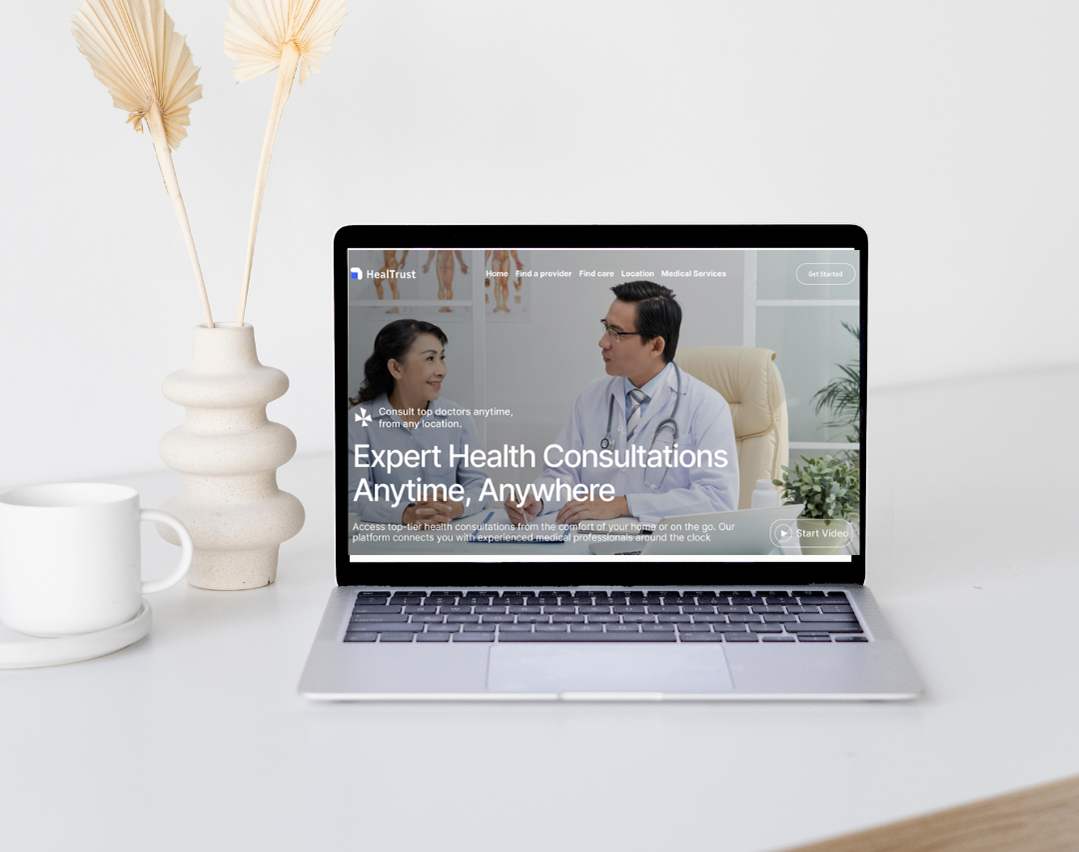 HealTrust
Home Find a provider Find care Location Medical Services
Get Started
Consult top doctors anytime,
from any location.
Expert Health Consultations
Anytime, Anywhere
Access top-tier health consultations from the comfort of your home or on the go. Our
platform connects you with experienced medical professionals around the clock
Start Video